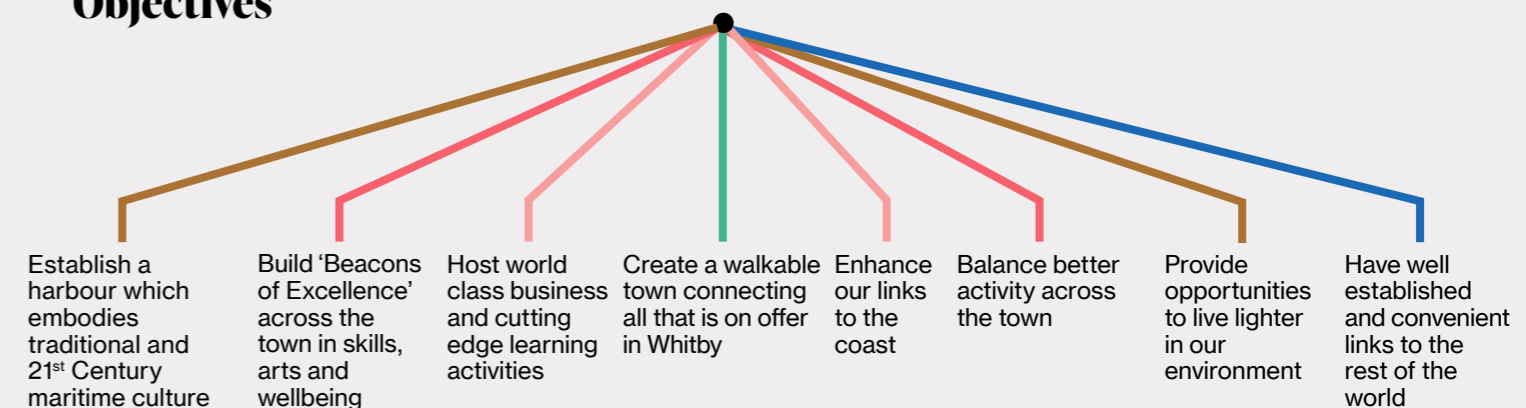 Objectives
Establish a
harbour which
embodies
traditional and
21st Century
maritime culture
Build ‘Beacons
of Excellence’
across the
town in skills,
arts and
wellbeing
Host world
class business
and cutting
edge learning
activities
Create a walkable
town connecting
all that is on offer
in Whitby
Enhance
our links
to the
coast
Balance better
activity across
the town
Provide
opportunities
to live lighter
in our
environment
Have well
established
and convenient
links to the
rest of the
world